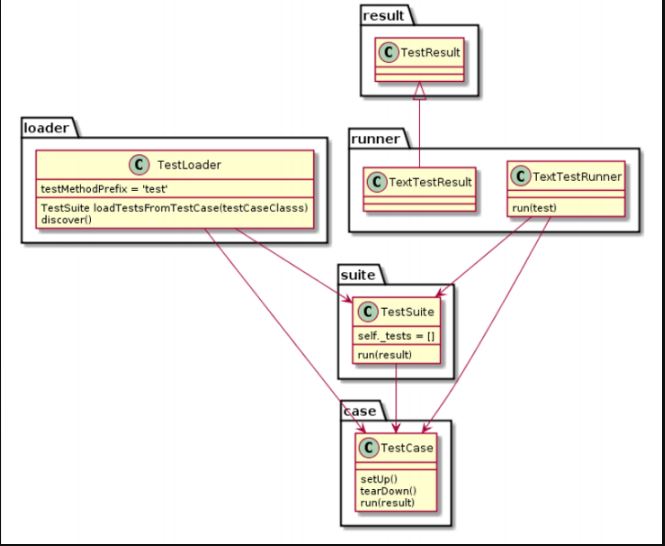 result
C TestResult
loader
C TestLoader
testMethodPrefix = 'test'
TestSuite loadTestsFromTestCase(testCaseClasss)
discover()
runner
C TextTestResult
C TextTestRunner
run(test)
suite
C TestSuite
self._tests = []
run(result)
case
C TestCase
setUp()
tearDown()
run(result)